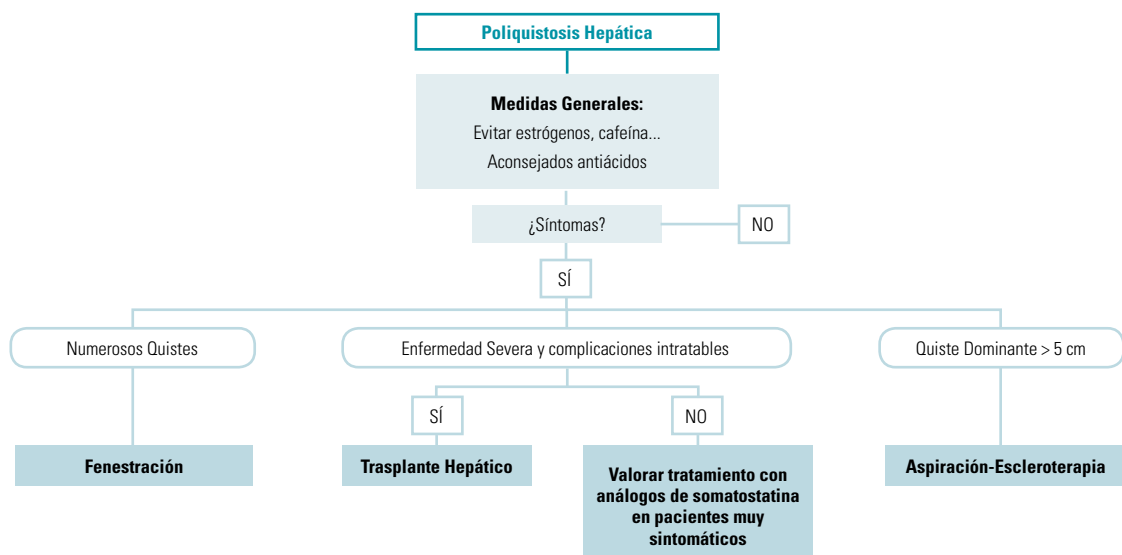 Poliquistosis Hepática
Medidas Generales:
Evitar estrógenos, cafeína...
Aconsejados antiácidos
¿Síntomas?
NO
SÍ
Numerosos Quistes
Enfermedad Severa y complicaciones intratables
Quiste Dominante > 5 cm
SÍ
NO
Fenestración
Trasplante Hepático
Valorar tratamiento con
análogos de somatostatina
en pacientes muy
sintomáticos
Aspiración-Escleroterapia